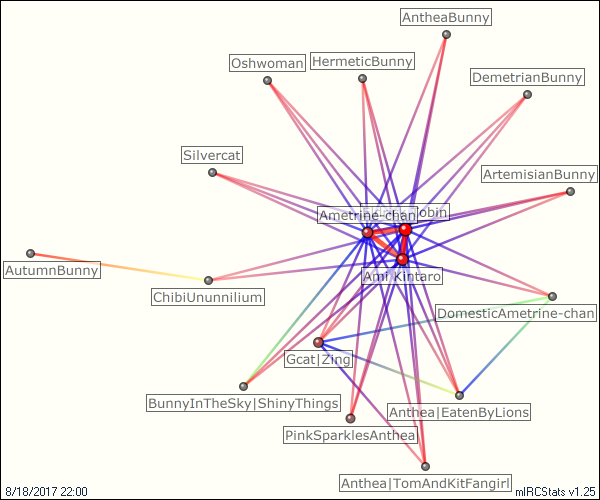 AntheaBunny
Oshwoman
HermeticBunny
DemetrianBunny
Silvercat
ArtemisianBunny
Ametrine-chan
Ami Kintaro
AutumnBunny
ChibiUnunnilium
DomesticAmetrine-chan
Gcat|Zing
BunnyInTheSky|ShinyThings
Anthea|EatenByLions
PinkSparklesAnthea
Anthea|TomAndKitFangirl
8/18/2017 22:00
mIRCStats v1.25